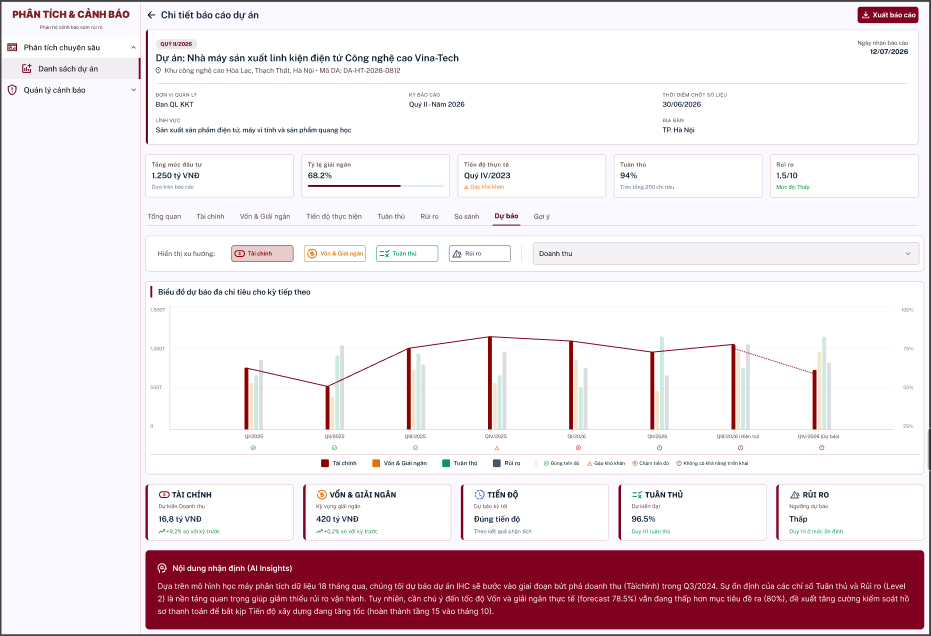 PHÂN TÍCH & CẢNH BÁO
Phân hệ cảnh báo sớm rủi ro
Phân tích chuyên sâu
Danh sách dự án
Quản lý cảnh báo
Chi tiết báo cáo dự án
Xuất báo cáo
QUÝ II/2026
Ngày nhận báo cáo
12/07/2026
Dự án: Nhà máy sản xuất linh kiện điện tử Công nghệ cao Vina-Tech
Khu công nghệ cao Hòa Lạc, Thạch Thất, Hà Nội • Mã DA: DA-HT-2026-0812
ĐƠN VỊ QUẢN LÝ
KỲ BÁO CÁO
THỜI ĐIỂM CHỐT SỐ LIỆU
Ban QL KKT
Quý II - Năm 2026
30/06/2026
LĨNH VỰC
ĐỊA BÀN
Sản xuất sản phẩm điện tử, máy vi tính và sản phẩm quang học
TP. Hà Nội
Tổng mức đầu tư
1.250 tỷ VNĐ
Dựa trên báo cáo
Tỷ lệ giải ngân
68.2%
Tiến độ thực tế
Quý IV/2023
Gặp khó khăn
Tuân thủ
94%
Trên tổng 250 chỉ tiêu
Rủi ro
1,5/10
Mức độ: Thấp
Tổng quan
Tài chính
Vốn & Giải ngân
Tiến độ thực hiện
Tuân thủ
Rủi ro
So sánh
Dự báo
Gợi ý
Hiển thị xu hướng:
Tài chính
Vốn & Giải ngân
Tuân thủ
Rủi ro
Doanh thu
Biểu đồ dự báo đa chỉ tiêu cho kỳ tiếp theo
1,500T
100%
1,000T
75%
500T
50%
0
25%
QI/2025
QII/2025
QIII/2025
QIV/2025
QI/2026
QII/2026
QIII/2026 (Hiện tại)
QIV/2026 (Dự báo)
Tài chính
Vốn & Giải ngân
Tuân thủ
Rủi ro
Đúng tiến độ
Gặp khó khăn
Chậm tiến độ
Không có khả năng triển khai
TÀI CHÍNH
Dự kiến Doanh thu
16,8 tỷ VNĐ
+9,2% so với kỳ trước
VỐN & GIẢI NGÂN
Kỳ vọng giải ngân
420 tỷ VNĐ
+0,2% so với kỳ trước
TIẾN ĐỘ
Dự báo kỳ tới
Đúng tiến độ
Theo kết quả phân tích
TUÂN THỦ
Dự kiến đạt
96.5%
Duy trì tuân thủ
RỦI RO
Ngưỡng dự báo
Thấp
Duy trì ở mức ổn định
Nội dung nhận định (AI Insights)
Dựa trên mô hình học máy phân tích dữ liệu 18 tháng qua, chúng tôi dự báo dự án IHC sẽ bước vào giai đoạn bứt phá doanh thu (Tàichính) trong Q3/2024. Sự ổn định của các chỉ số Tuân thủ và Rủi ro (Level
2) là nền tảng quan trọng giúp giảm thiểu rủi ro vận hành. Tuy nhiên, cần chú ý đến tốc độ Vốn và giải ngân thực tế (forecast 78.5%) vẫn đang thấp hơn mục tiêu đề ra (80%), đề xuất tăng cường kiểm soát hồ
sơ thanh toán để bắt kịp Tiến độ xây dựng đang tăng tốc (hoàn thành tầng 15 vào tháng 10).